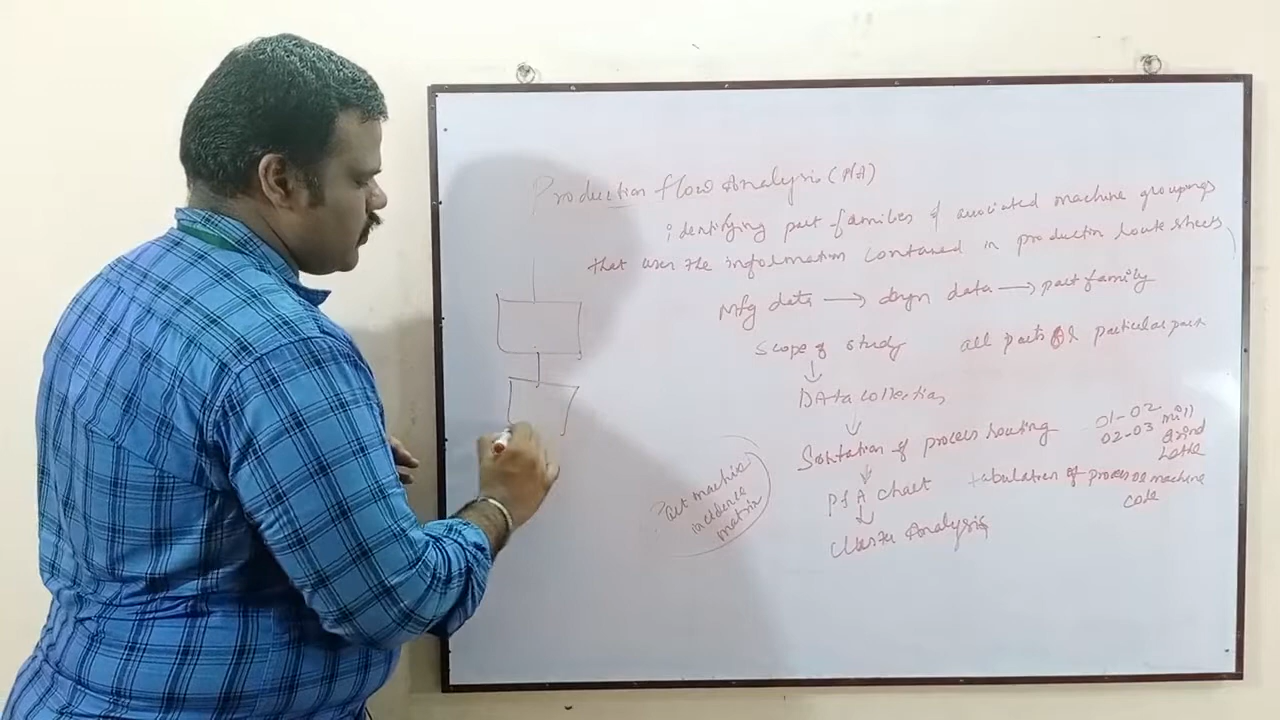 Production flow Analysis (PFA)
identifying part families & associated machine groupings
that uses the information contained in production route sheets
Mfg data → dsgn data → part family
Scope of study all parts & particular part
↓
DAta collection
↓
Sortation of process routing
01-02 mill
02-03 Grind
Lathe
↓
PFA chart tabulation of process or machine
code
↓
Cluster Analysis
Part machine
incidence
matrix